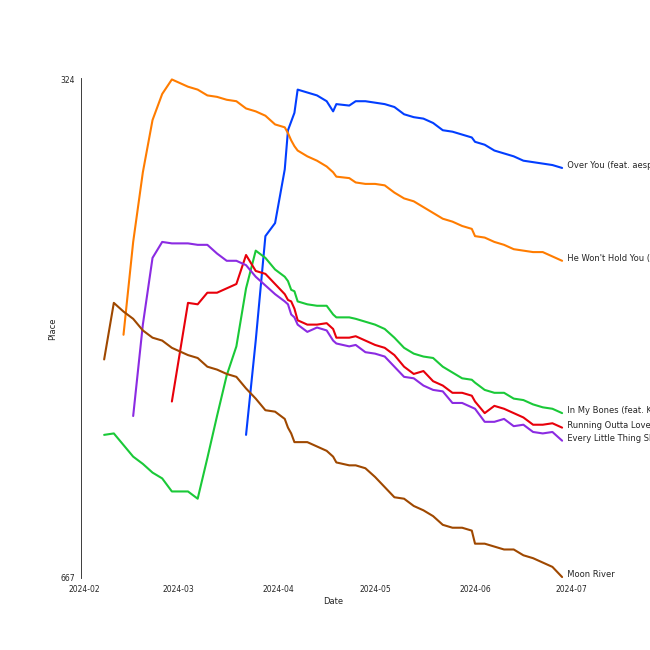 324
Over You (feat. aesp
He Won't Hold You (
Place
In My Bones (feat. K
Running Outta Love
Every Little Thing S
Moon River
667
2024-02 2024-03 2024-04 2024-05 2024-06 2024-07
Date